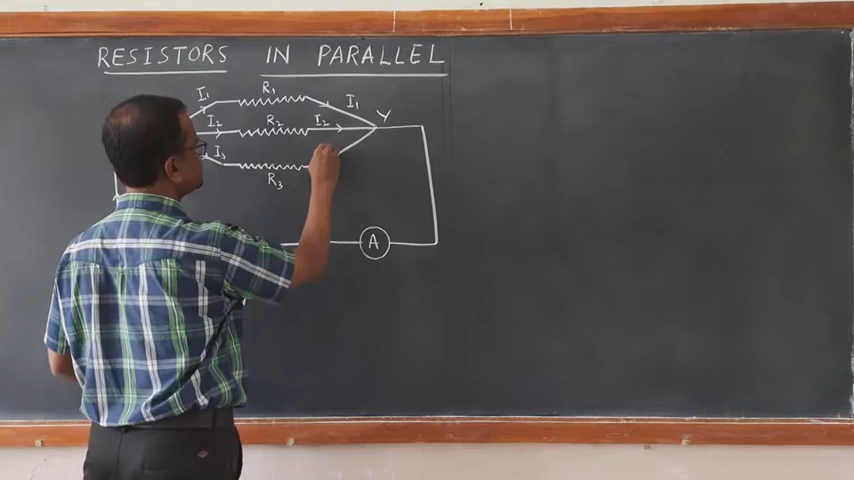 RESISTORS IN PARALLEL
I₁ R₁ I₁
I₂ R₂ I₂ Y
I₃ R₃
A